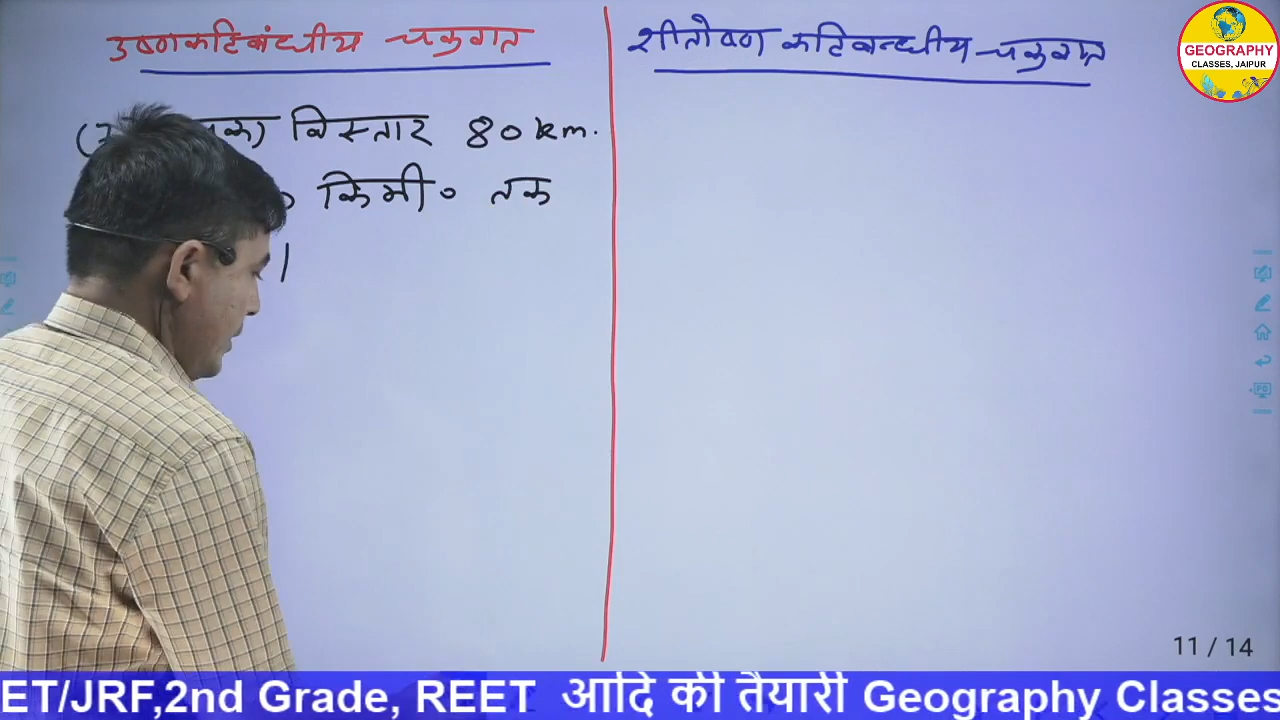 उष्णकटिबंधीय चक्रवात
शीतोष्ण कटिबन्धीय चक्रवात
विस्तार 80 km.
किमी० तक
GEOGRAPHY
CLASSES, JAIPUR
11 / 14
ET/JRF,2nd Grade, REET आदि की तैयारी Geography Classes